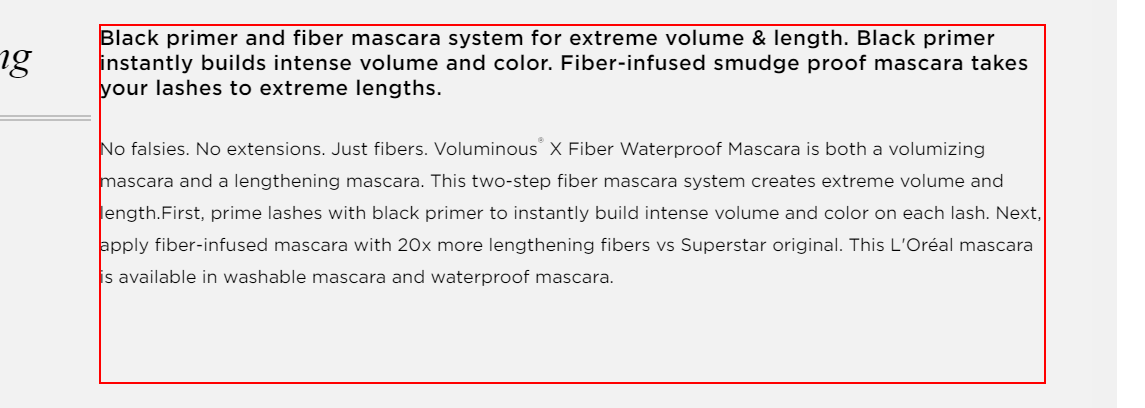 ng
Black primer and fiber mascara system for extreme volume & length. Black primer
instantly builds intense volume and color. Fiber-infused smudge proof mascara takes
your lashes to extreme lengths.
No falsies. No extensions. Just fibers. Voluminous® X Fiber Waterproof Mascara is both a volumizing
mascara and a lengthening mascara. This two-step fiber mascara system creates extreme volume and
length.First, prime lashes with black primer to instantly build intense volume and color on each lash. Next,
apply fiber-infused mascara with 20x more lengthening fibers vs Superstar original. This L'Oréal mascara
is available in washable mascara and waterproof mascara.